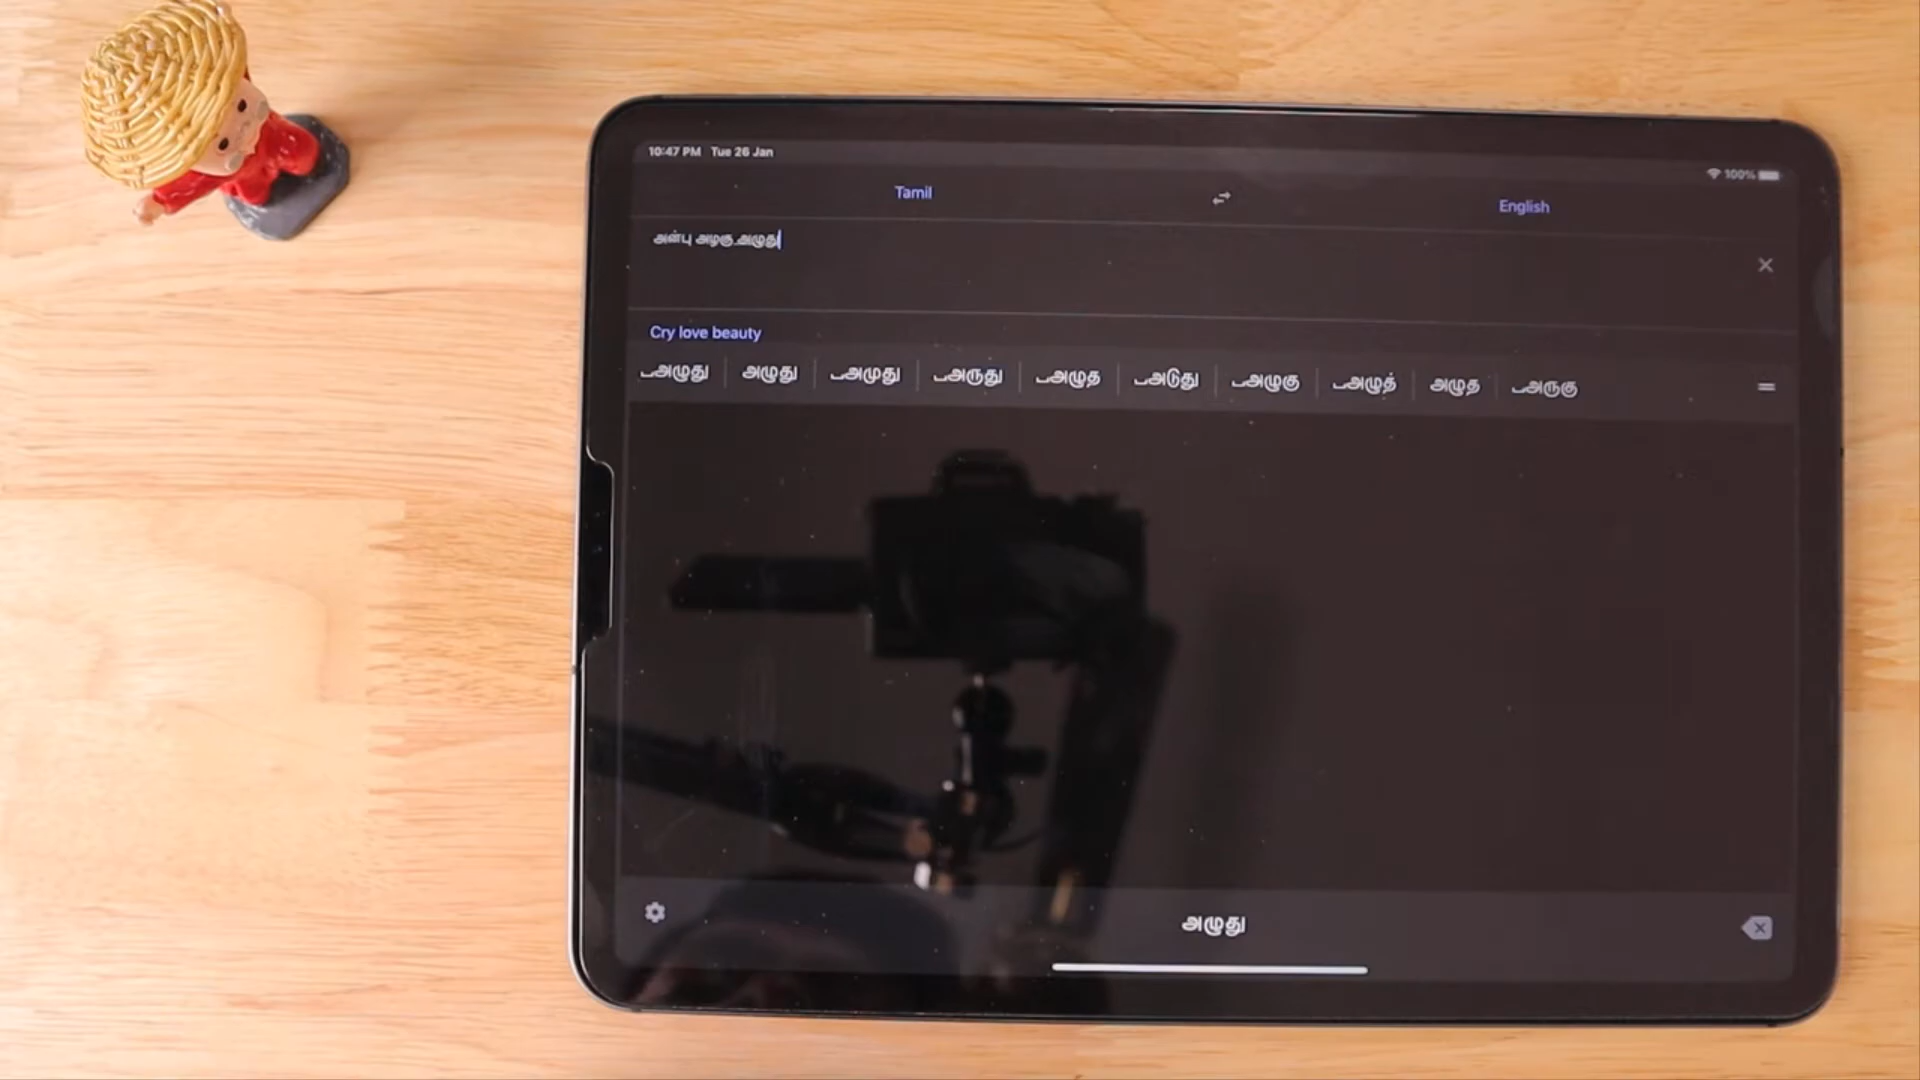 10:47 PM Tue 26 Jan
100%
Tamil
English
அன்பு அழகு அழுது
Cry love beauty
அழுது அழுது அமுது அருது அழுத அடுது அழுகு அழுத் அழுத அருகு
அழுது